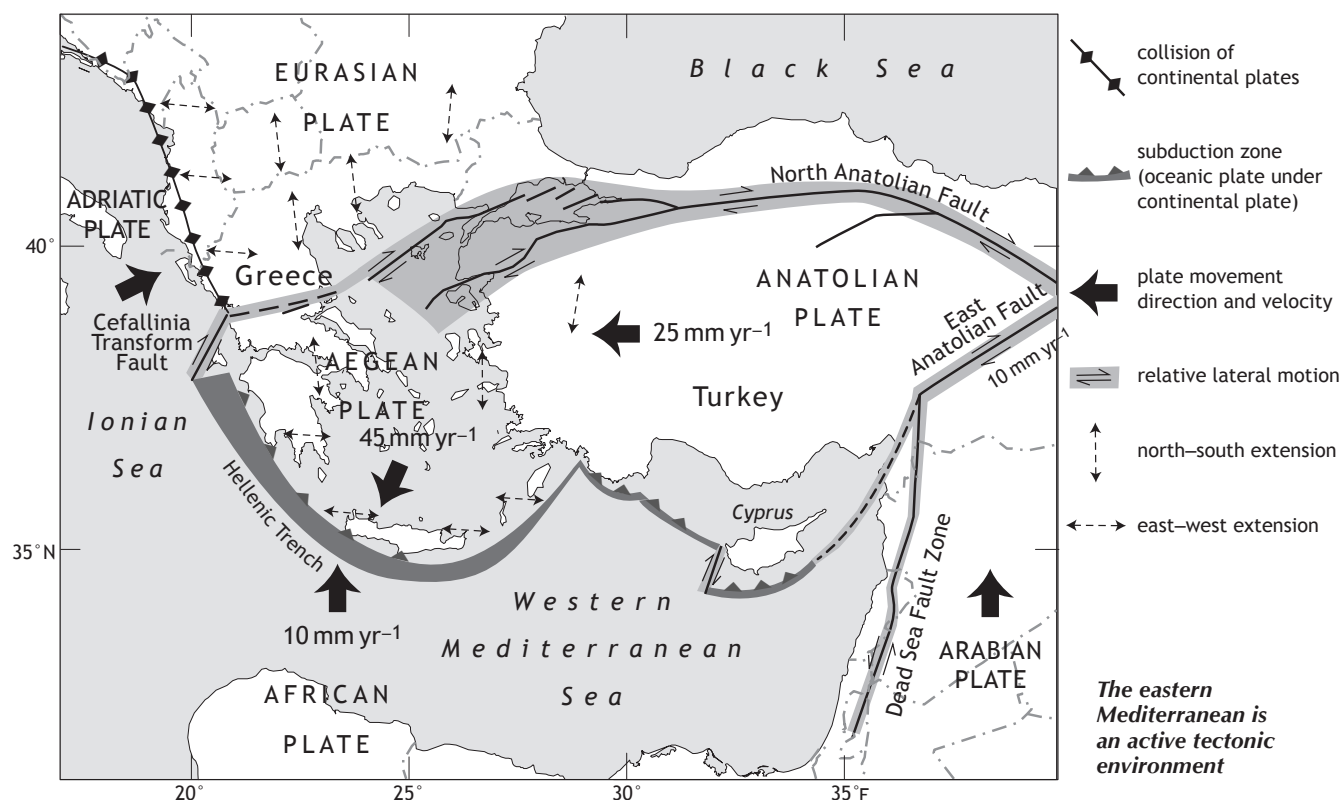 EURASIAN
PLATE
Black Sea
ADRIATIC
PLATE
North Anatolian Fault
40°
Greece
ANATOLIAN
PLATE
Cefallinia
Transform
Fault
25 mm yr–1
East
Anatolian Fault
10 mm yr–1
AEGEAN
PLATE
45 mm yr–1
Turkey
Ionian
Sea
Hellenic Trench
Cyprus
35° N
Dead Sea Fault Zone
10 mm yr–1
Western
Mediterranean
Sea
ARABIAN
PLATE
AFRICAN
PLATE
20°
25°
30°
35°E
collision of
continental plates
subduction zone
(oceanic plate under
continental plate)
plate movement
direction and velocity
relative lateral motion
north–south extension
east–west extension
The eastern
Mediterranean is
an active tectonic
environment